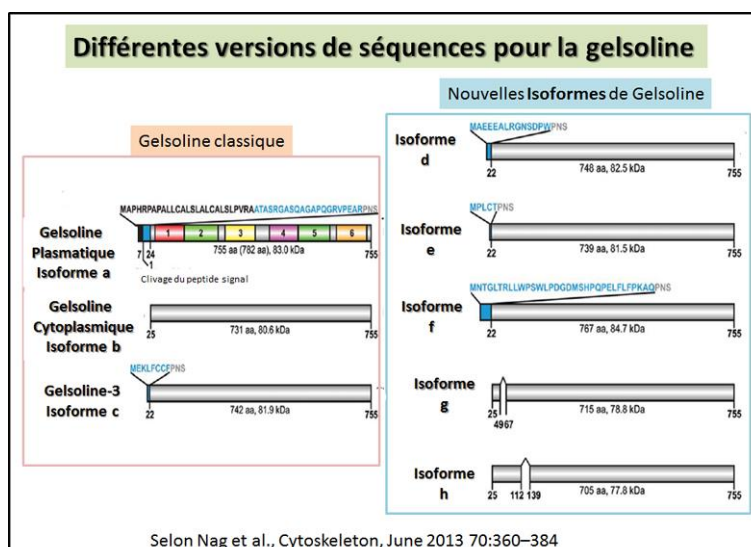 Différentes versions de séquences pour la gelsoline
Gelsoline classique
MAPHRPAPALLCALSLALCALSLPVRAATASRGASQAGAPQGRVPEARPNS
Gelsoline
Plasmatique
Isoforme a
1 2 3 4 5 6
7 24 755 aa (782 aa), 83.0 kDa 755
1
Clivage du peptide signal
Gelsoline
Cytoplasmique
Isoforme b
25 731 aa, 80.6 kDa 755
MEKLFCCFPNS
Gelsoline-3
Isoforme c
22 742 aa, 81.9 kDa 755
Nouvelles Isoformes de Gelsoline
MAEEEALRGNSDPWPNS
Isoforme
d
22 748 aa, 82.5 kDa 755
MPLCTPNS
Isoforme
e
22 739 aa, 81.5 kDa 755
MNTGLTRLLWPSWLPDGDMSHPQPELFLFPKAQPNS
Isoforme
f
22 767 aa, 84.7 kDa 755
Isoforme
g
25 715 aa, 78.8 kDa 755
4967
Isoforme
h
25 112 139 705 aa, 77.8 kDa 755
Selon Nag et al., Cytoskeleton, June 2013 70:360–384